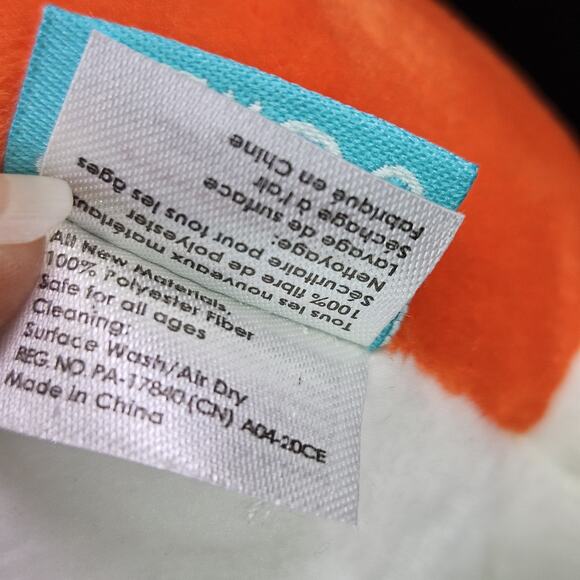 All New Materials,
100% Polyester Fiber
Safe for all ages
Cleaning:
Surface Wash/Air Dry
REG. NO. PA-17840 (CN) A04-20CE
Made in China
Tous les nouveaux matériaux
100% fibre de polyester
Sécuritaire pour tous les âges
Nettoyage:
Lavage de surface
Séchage à l'air
Fabriqué en Chine